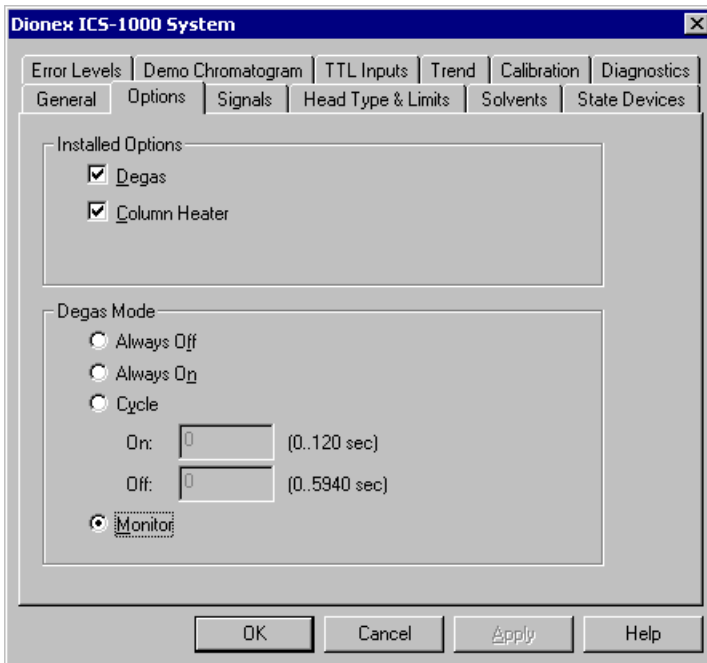 Dionex ICS-1000 System
Error Levels Demo Chromatogram TTL Inputs Trend Calibration Diagnostics
General Options Signals Head Type & Limits Solvents State Devices
Installed Options
Degas
Column Heater
Degas Mode
Always Off
Always On
Cycle
On: 0 (0..120 sec)
Off: 0 (0..5940 sec)
Monitor
OK Cancel Apply Help